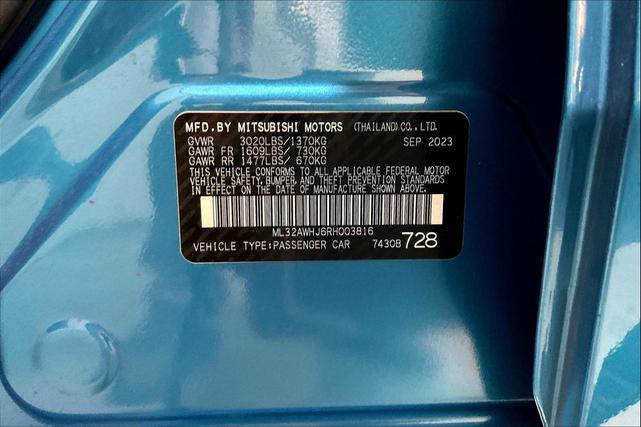 MFD.BY MITSUBISHI MOTORS (THAILAND)CO.,LTD.
GVWR 3020LBS/1370KG SEP 2023
GAWR FR 1609LBS/ 730KG
GAWR RR 1477LBS/ 670KG
THIS VEHICLE CONFORMS TO ALL APPLICABLE FEDERAL MOTOR
VEHICLE SAFETY,BUMPER,AND THEFT PREVENTION STANDARDS
IN EFFECT ON THE DATE OF MANUFACTURE SHOWN ABOVE.
ML32AWHJ6RH003816
VEHICLE TYPE:PASSENGER CAR 7430B 728